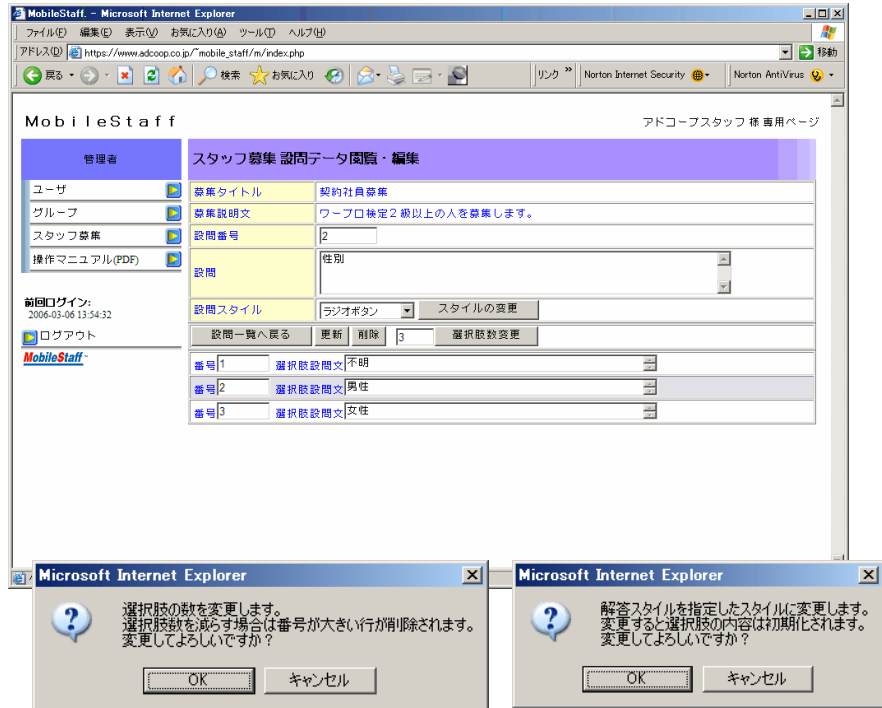 MobileStaff. - Microsoft Internet Explorer
ファイル(F) 編集(E) 表示(V) お気に入り(A) ツール(T) ヘルプ(H)
アドレス(D) https://www.adcoop.co.jp/~mobile_staff/m/index.php 移動
戻る 検索 お気に入り リンク » Norton Internet Security Norton AntiVirus
MobileStaff
アドコープスタッフ 様 専用ページ
管理者
ユーザ
グループ
スタッフ募集
操作マニュアル(PDF)
前回ログイン:
2006-03-06 13:54:32
ログアウト
MobileStaff
スタッフ募集 設問データ閲覧・編集
募集タイトル 契約社員募集
募集説明文 ワープロ検定2級以上の人を募集します。
設問番号 2
設問 性別
設問スタイル ラジオボタン スタイルの変更
設問一覧へ戻る 更新 削除 3 選択肢数変更
番号 1 選択肢設問文 不明
番号 2 選択肢設問文 男性
番号 3 選択肢設問文 女性
Microsoft Internet Explorer
選択肢の数を変更します。
選択肢数を減らす場合は番号が大きい行が削除されます。
変更してよろしいですか?
OK キャンセル
Microsoft Internet Explorer
解答スタイルを指定したスタイルに変更します。
変更すると選択肢の内容は初期化されます。
変更してよろしいですか?
OK キャンセル